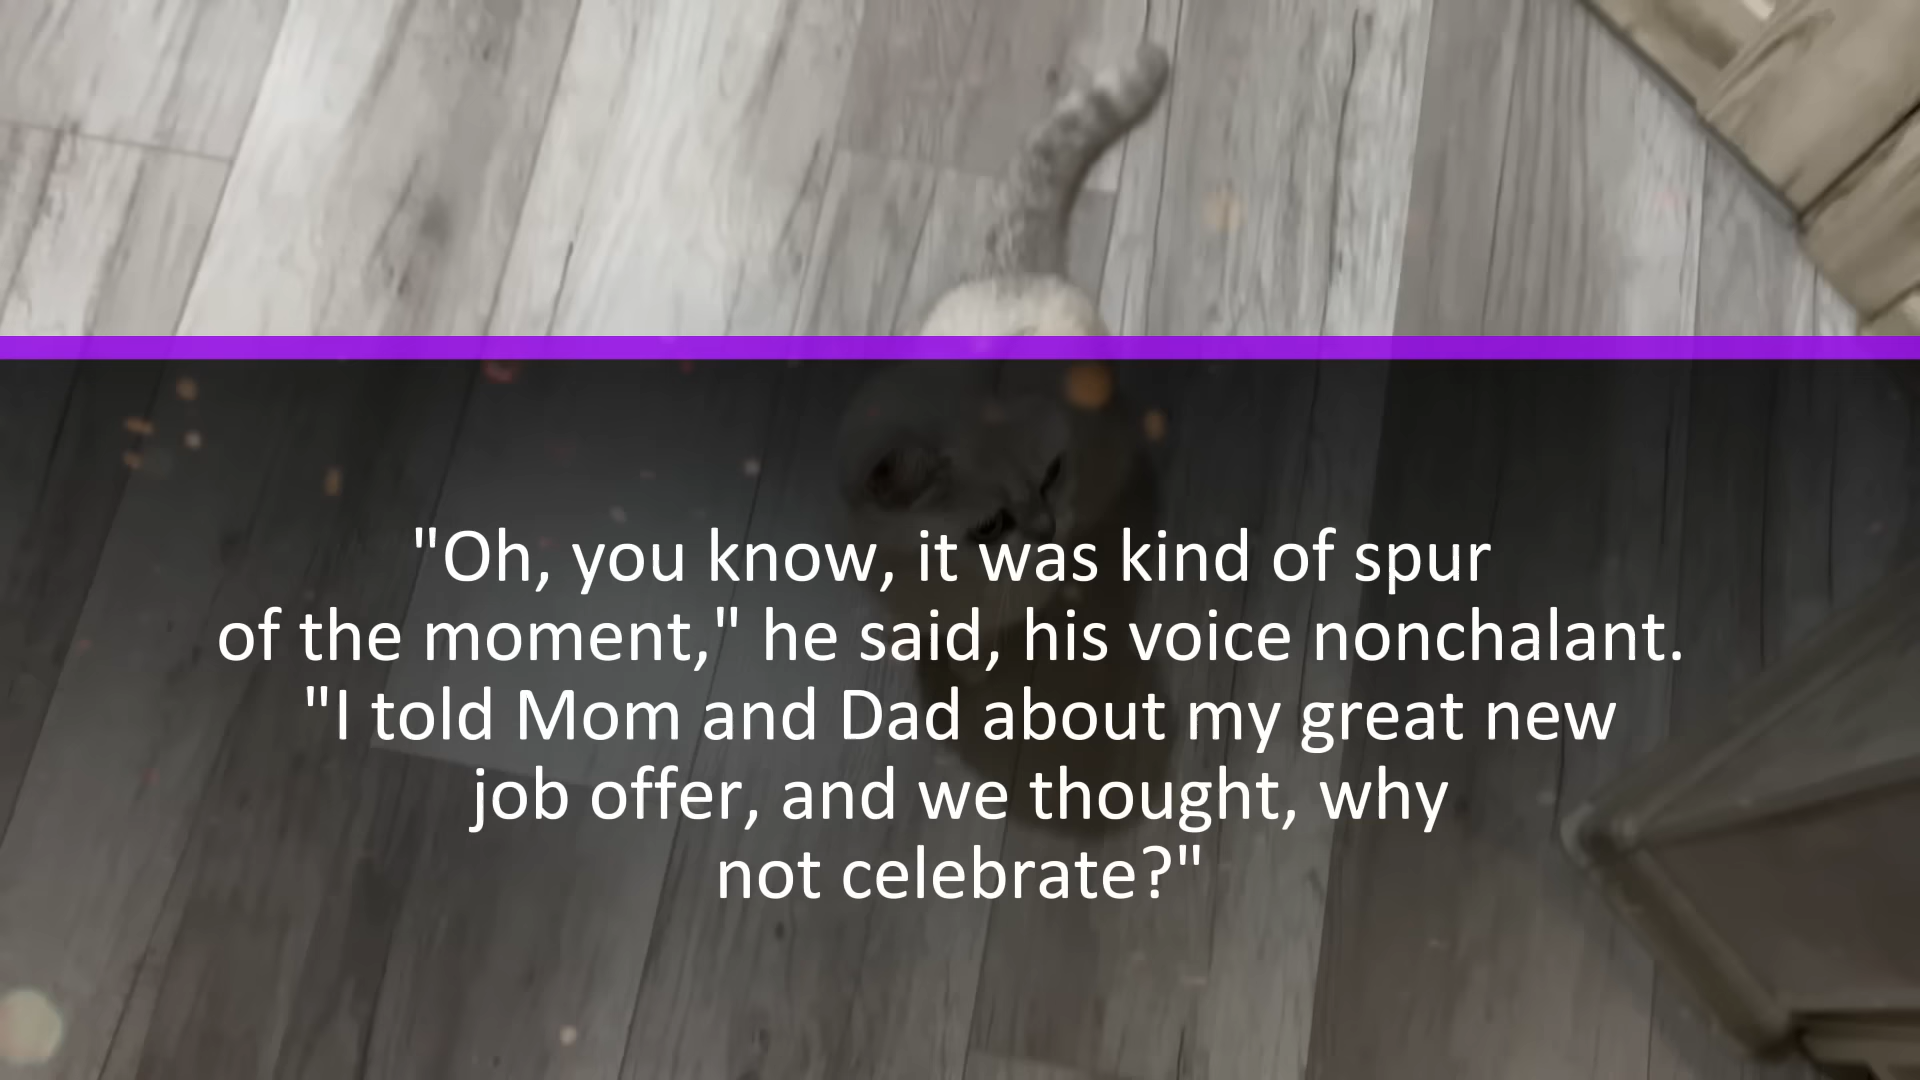 "Oh, you know, it was kind of spur
of the moment," he said, his voice nonchalant.
"I told Mom and Dad about my great new
job offer, and we thought, why
not celebrate?"